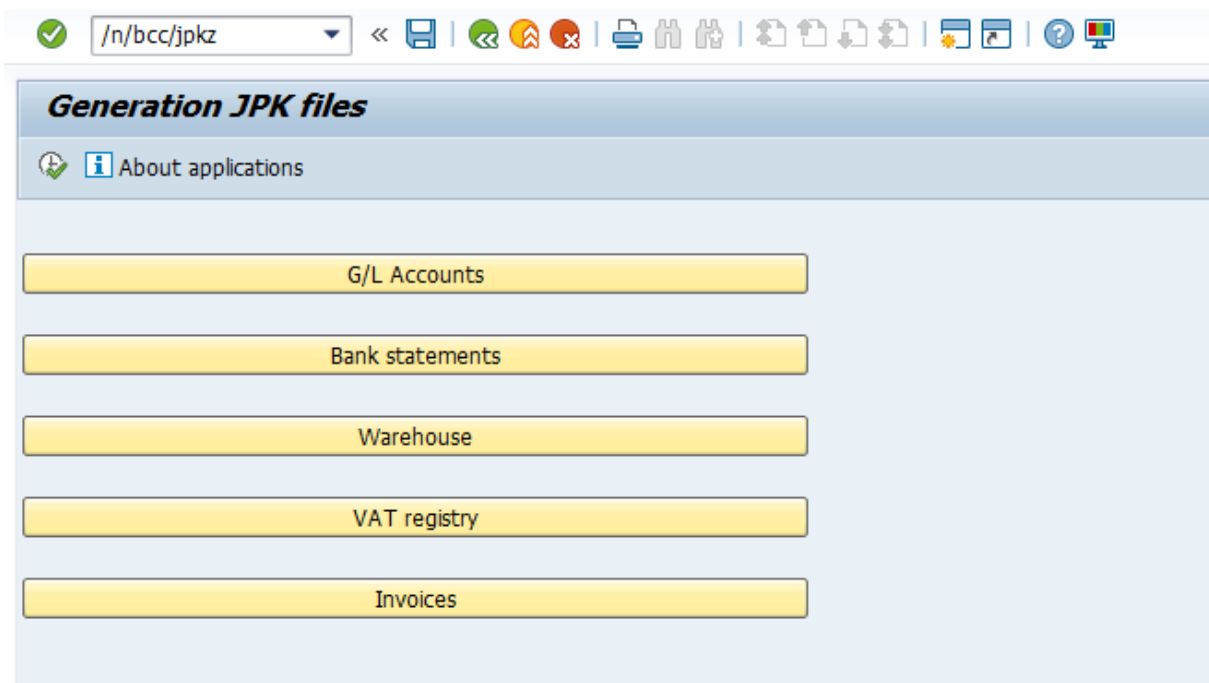 /n/bcc/jpkz
Generation JPK files
About applications
G/L Accounts
Bank statements
Warehouse
VAT registry
Invoices